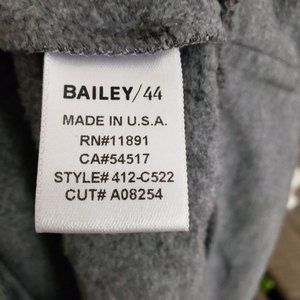 BAILEY/44
MADE IN U.S.A.
RN#11891
CA#54517
STYLE# 412-C522
CUT# A08254